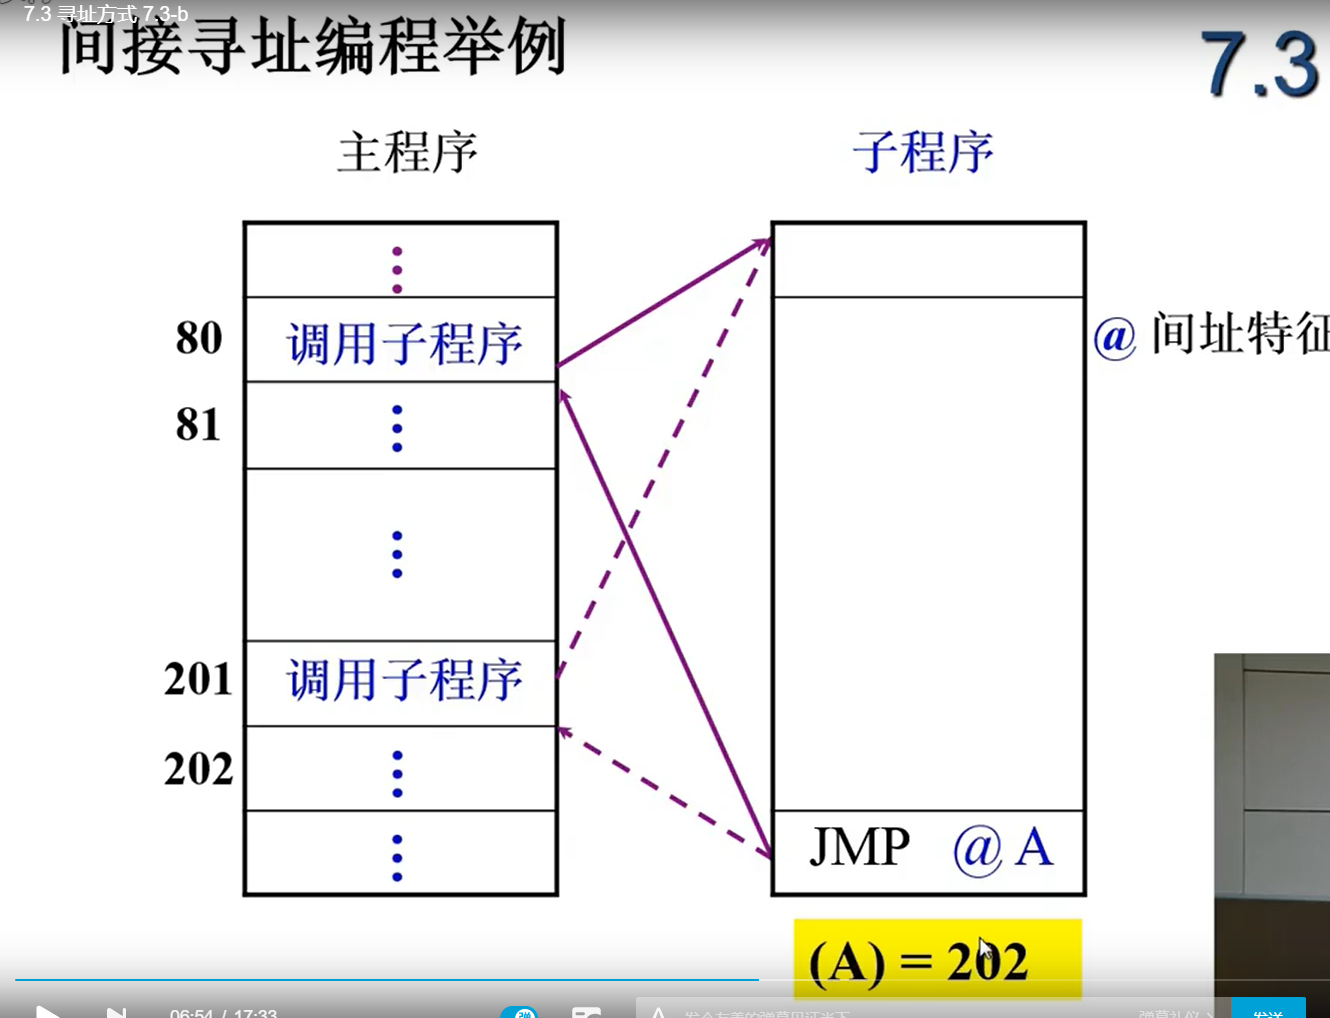 7.3 寻址方式 7.3-b
间接寻址编程举例
7.3
主程序
子程序
80
调用子程序
@ 间址特征
81
201
调用子程序
202
JMP @ A
(A) = 202
06:54 / 17:33
弹
发送